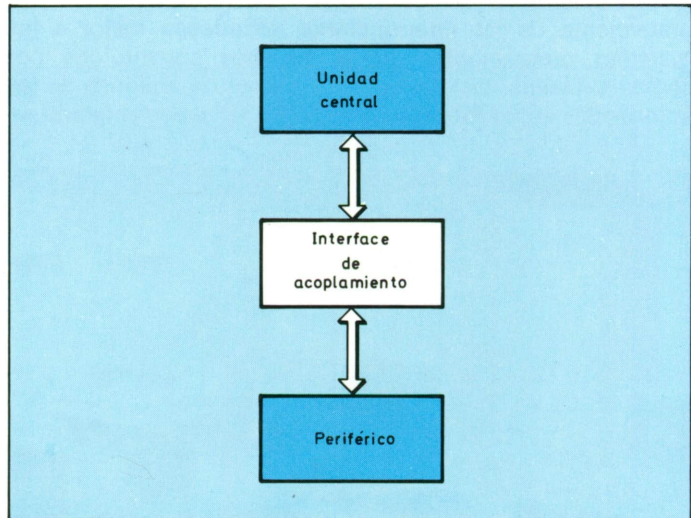 Unidad
central
Interface
de
acoplamiento
Periférico